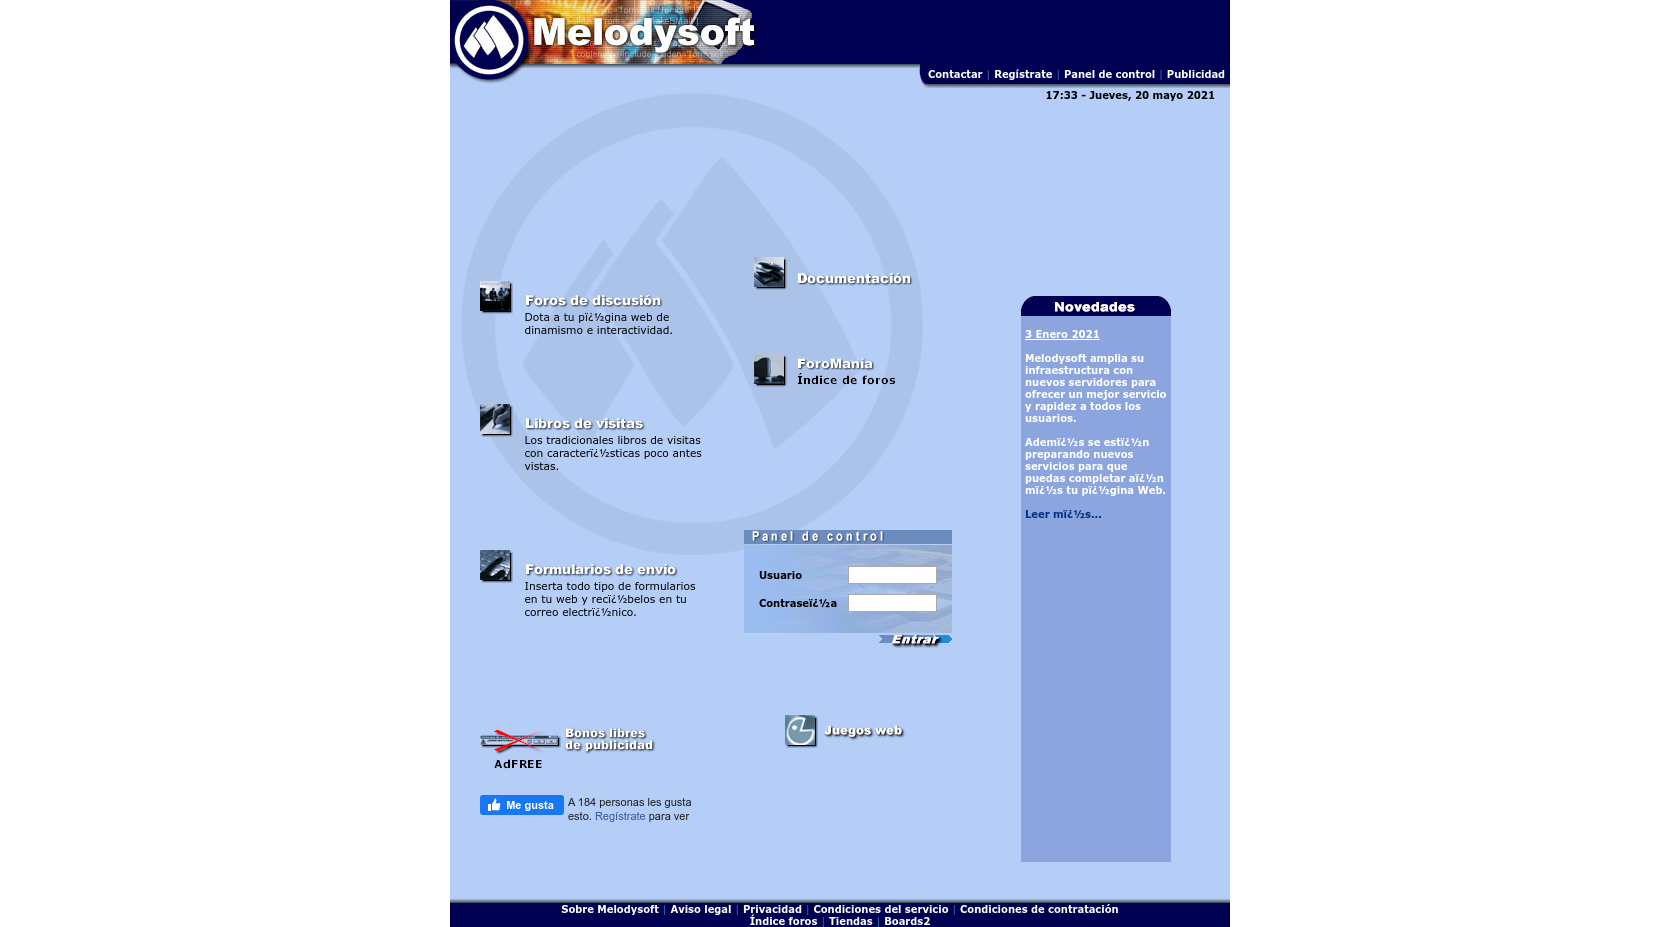 Melodysoft
Contactar | Regístrate | Panel de control | Publicidad
17:33 - Jueves, 20 mayo 2021
Foros de discusión
Dota a tu pï¿½gina web de
dinamismo e interactividad.
Libros de visitas
Los tradicionales libros de visitas
con caracterï¿½sticas poco antes
vistas.
Formularios de envío
Inserta todo tipo de formularios
en tu web y recï¿½belos en tu
correo electrï¿½nico.
Bonos libres
de publicidad
AdFREE
Me gusta
A 184 personas les gusta
esto. Regístrate para ver
Documentación
ForoManía
Índice de foros
Panel de control
Usuario
Contraseï¿½a
Entrar
Juegos web
Novedades
3 Enero 2021
Melodysoft amplia su
infraestructura con
nuevos servidores para
ofrecer un mejor servicio
y rapidez a todos los
usuarios.
Ademï¿½s se estï¿½n
preparando nuevos
servicios para que
puedas completar aï¿½n
mï¿½s tu pï¿½gina Web.
Leer mï¿½s...
Sobre Melodysoft | Aviso legal | Privacidad | Condiciones del servicio | Condiciones de contratación
Índice foros | Tiendas | Boards2